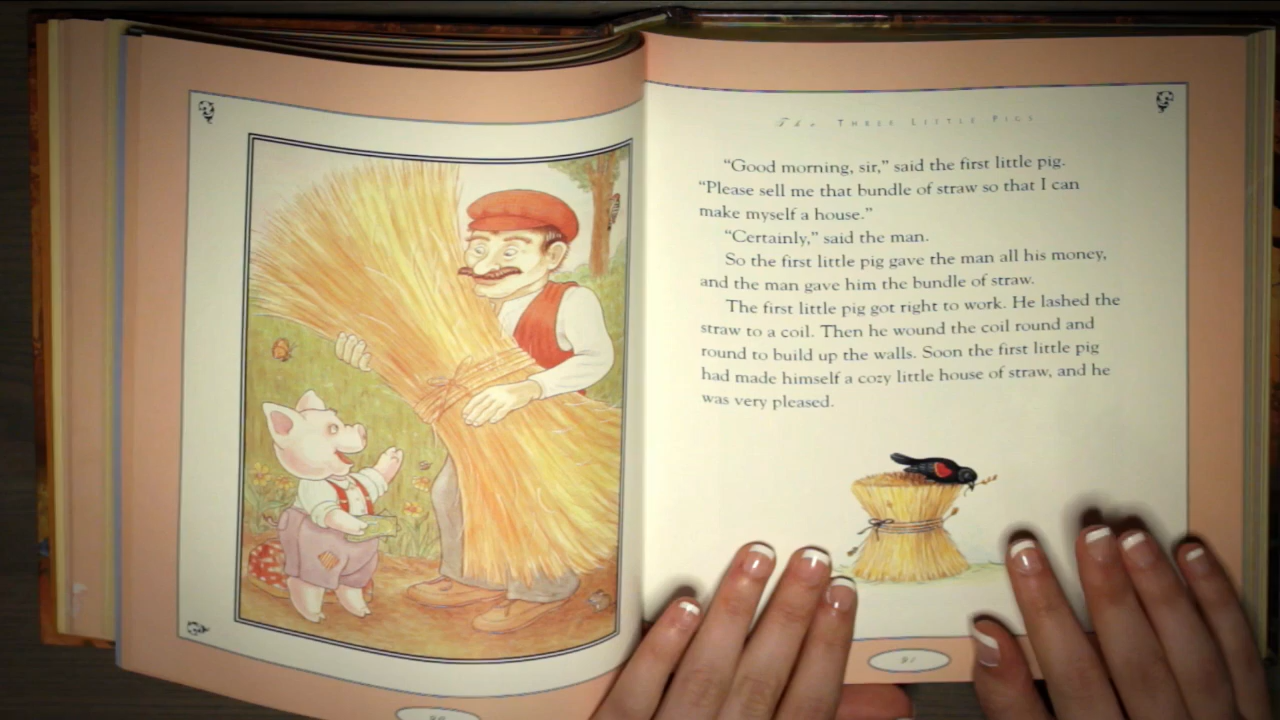 The Three Little Pigs
“Good morning, sir,” said the first little pig.
“Please sell me that bundle of straw so that I can
make myself a house.”
“Certainly,” said the man.
So the first little pig gave the man all his money,
and the man gave him the bundle of straw.
The first little pig got right to work. He lashed the
straw to a coil. Then he wound the coil round and
round to build up the walls. Soon the first little pig
had made himself a cozy little house of straw, and he
was very pleased.